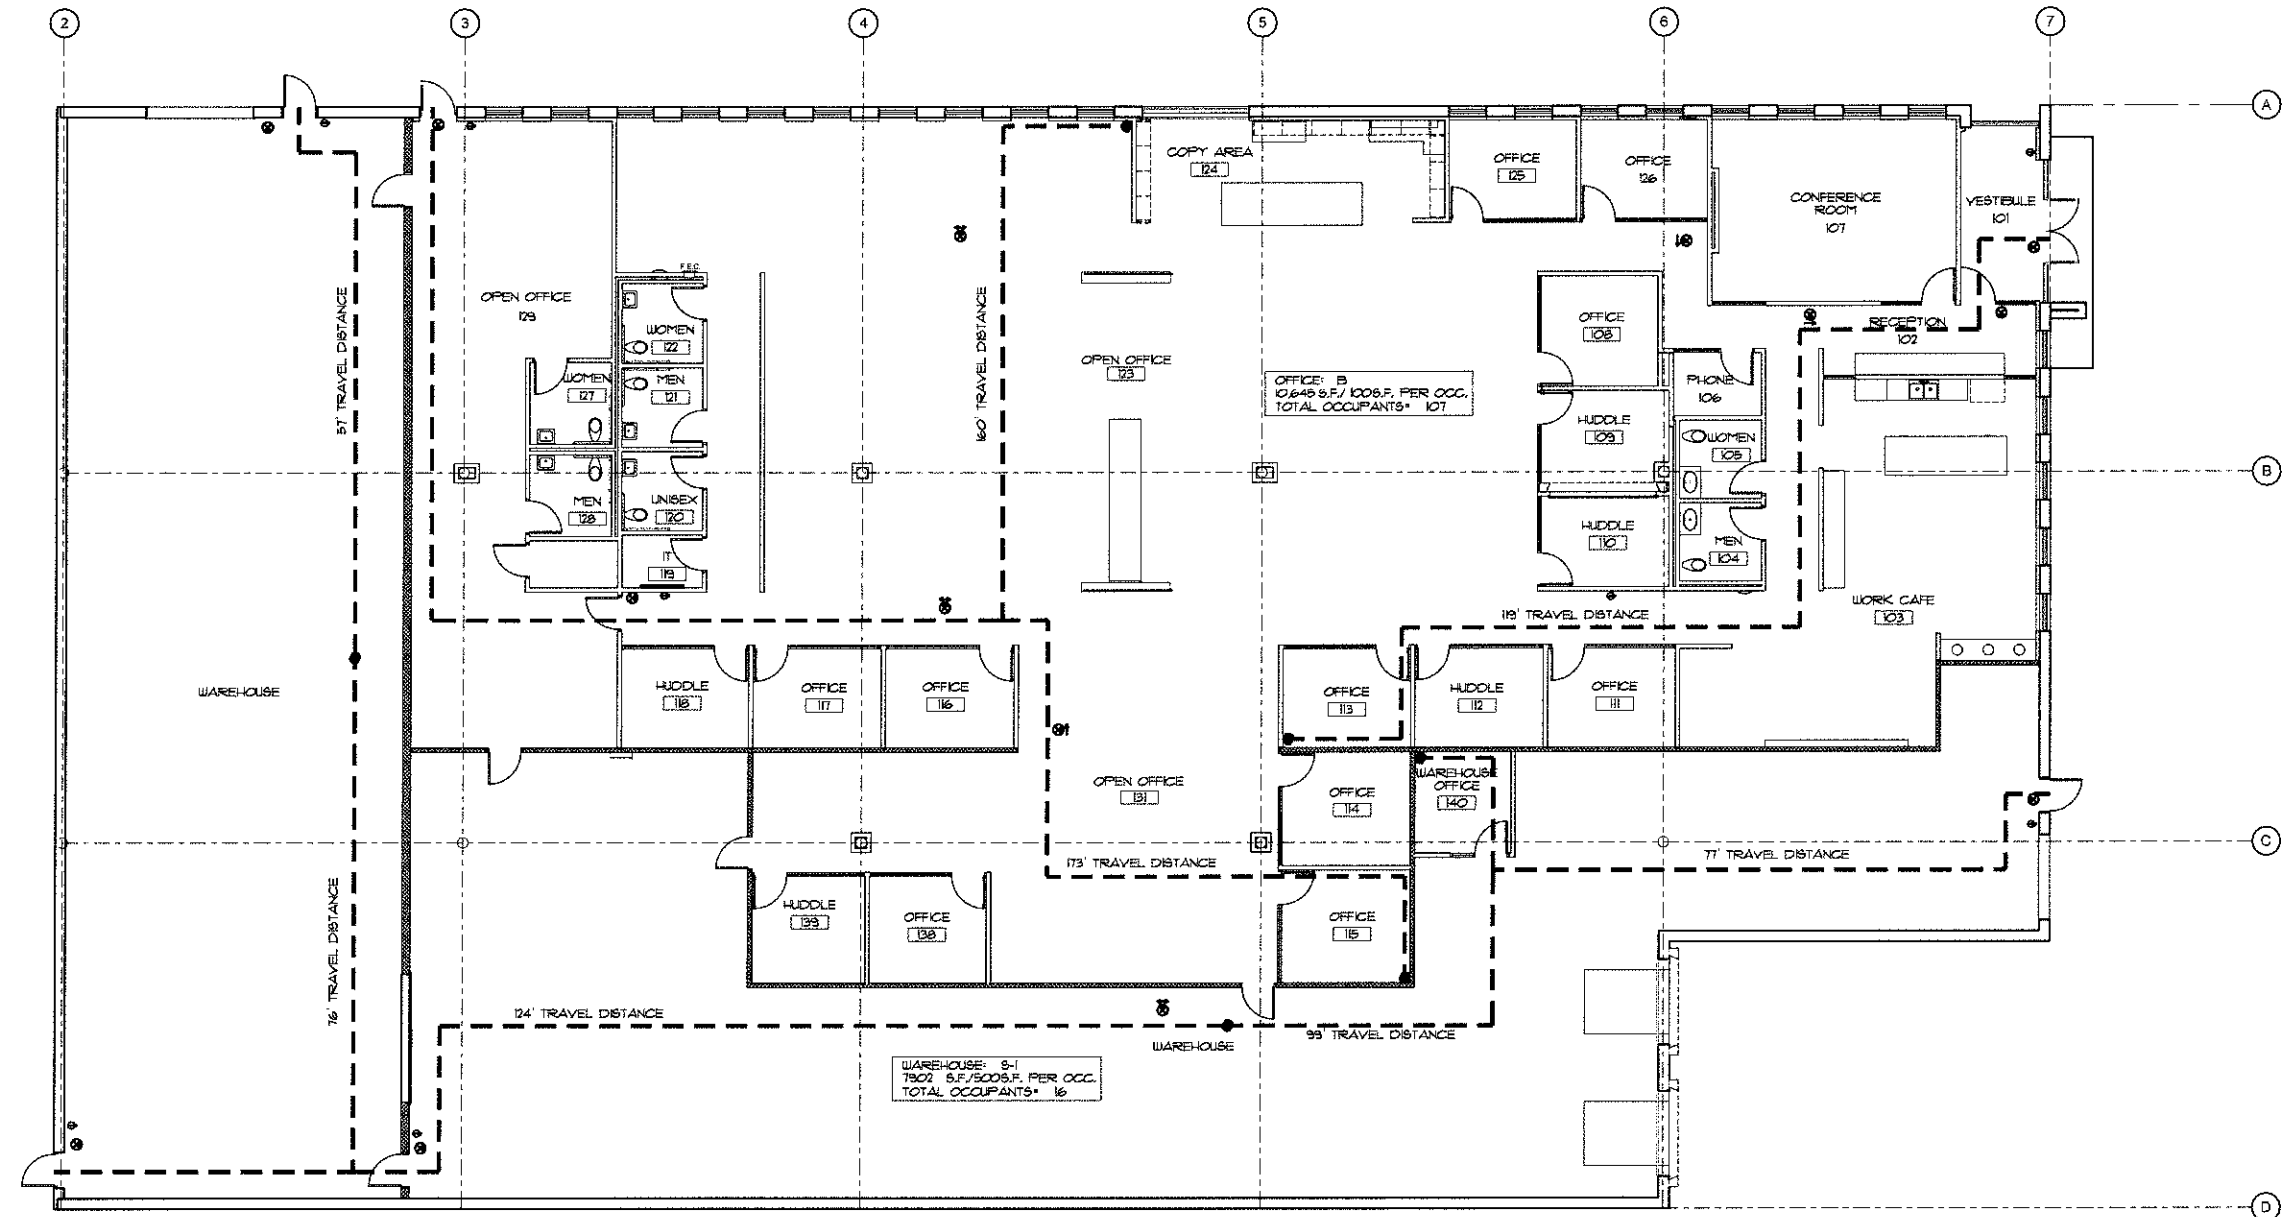 2
3
4
5
6
7
A
COPY AREA
124
OFFICE
125
OFFICE
126
CONFERENCE
ROOM
107
VESTIBULE
101
57' TRAVEL DISTANCE
OPEN OFFICE
129
F.E.C.
WOMEN
122
160' TRAVEL DISTANCE
OFFICE
108
RECEPTION
102
OPEN OFFICE
123
WOMEN
127
MEN
121
OFFICE: B
10,645 S.F./ 100S.F. PER OCC.
TOTAL OCCUPANTS= 107
PHONE
106
HUDDLE
109
WOMEN
105
B
MEN
128
UNISEX
120
HUDDLE
110
MEN
104
IT
119
119' TRAVEL DISTANCE
WORK CAFE
103
WAREHOUSE
HUDDLE
118
OFFICE
117
OFFICE
116
OFFICE
113
HUDDLE
112
OFFICE
111
OPEN OFFICE
131
OFFICE
114
WAREHOUSE
OFFICE
140
C
173' TRAVEL DISTANCE
77' TRAVEL DISTANCE
76' TRAVEL DISTANCE
HUDDLE
139
OFFICE
138
OFFICE
115
124' TRAVEL DISTANCE
99' TRAVEL DISTANCE
WAREHOUSE
WAREHOUSE: S-1
7902 S.F./500S.F. PER OCC.
TOTAL OCCUPANTS= 16
D